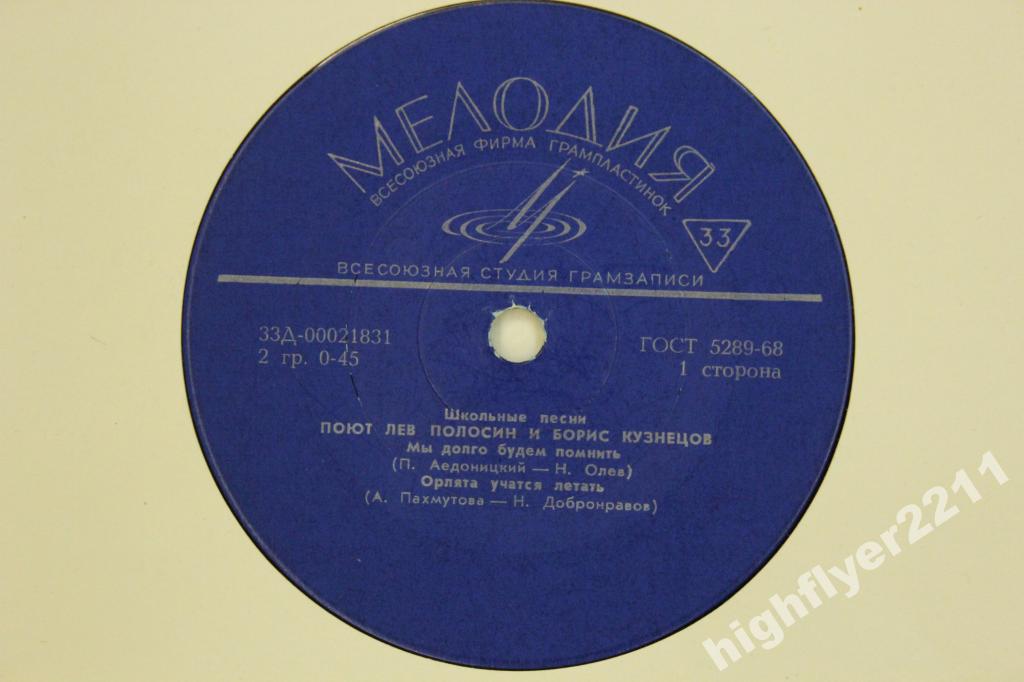 МЕЛОДИЯ
ВСЕСОЮЗНАЯ ФИРМА ГРАМПЛАСТИНОК
33
ВСЕСОЮЗНАЯ СТУДИЯ ГРАМЗАПИСИ
33Д-00021831
2 гр. 0-45
ГОСТ 5289-68
1 сторона
Школьные песни
ПОЮТ ЛЕВ ПОЛОСИН И БОРИС КУЗНЕЦОВ
Мы долго будем помнить
(П. Аедоницкий — Н. Олев)
Орлята учатся летать
(А. Пахмутова — Н. Добронравов)
highflyer2211